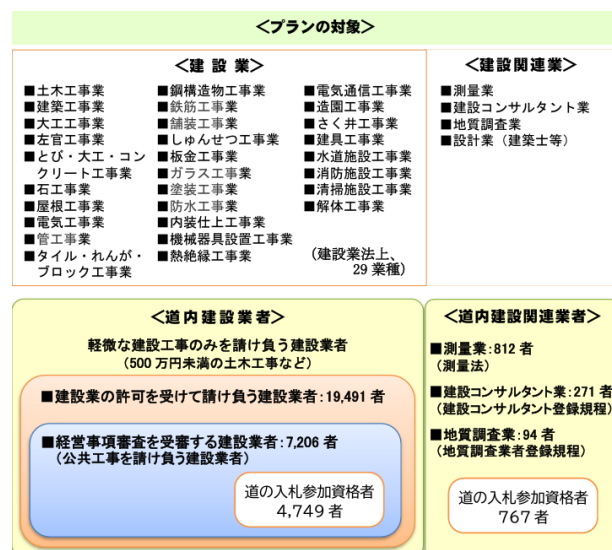 <プランの対象>
<建 設 業>
■土木工事業
■建築工事業
■大工工事業
■左官工事業
■とび・大工・コン
クリート工事業
■石工事業
■屋根工事業
■電気工事業
■管工事業
■タイル・れんが・
ブロック工事業
■鋼構造物工事業
■鉄筋工事業
■舗装工事業
■しゅんせつ工事業
■板金工事業
■ガラス工事業
■塗装工事業
■防水工事業
■内装仕上工事業
■機械器具設置工事業
■熱絶縁工事業
■電気通信工事業
■造園工事業
■さく井工事業
■建具工事業
■水道施設工事業
■消防施設工事業
■清掃施設工事業
■解体工事業
(建設業法上、
29 業種)
<建設関連業>
■測量業
■建設コンサルタント業
■地質調査業
■設計業(建築士等)
<道内建設業者>
軽微な建設工事のみを請け負う建設業者
(500 万円未満の土木工事など)
■建設業の許可を受けて請け負う建設業者:19,491 者
■経営事項審査を受審する建設業者:7,206 者
(公共工事を請け負う建設業者)
道の入札参加資格者
4,749 者
<道内建設関連業者>
■測量業:812 者
(測量法)
■建設コンサルタント業:271 者
(建設コンサルタント登録規程)
■地質調査業:94 者
(地質調査業者登録規程)
道の入札参加資格者
767 者